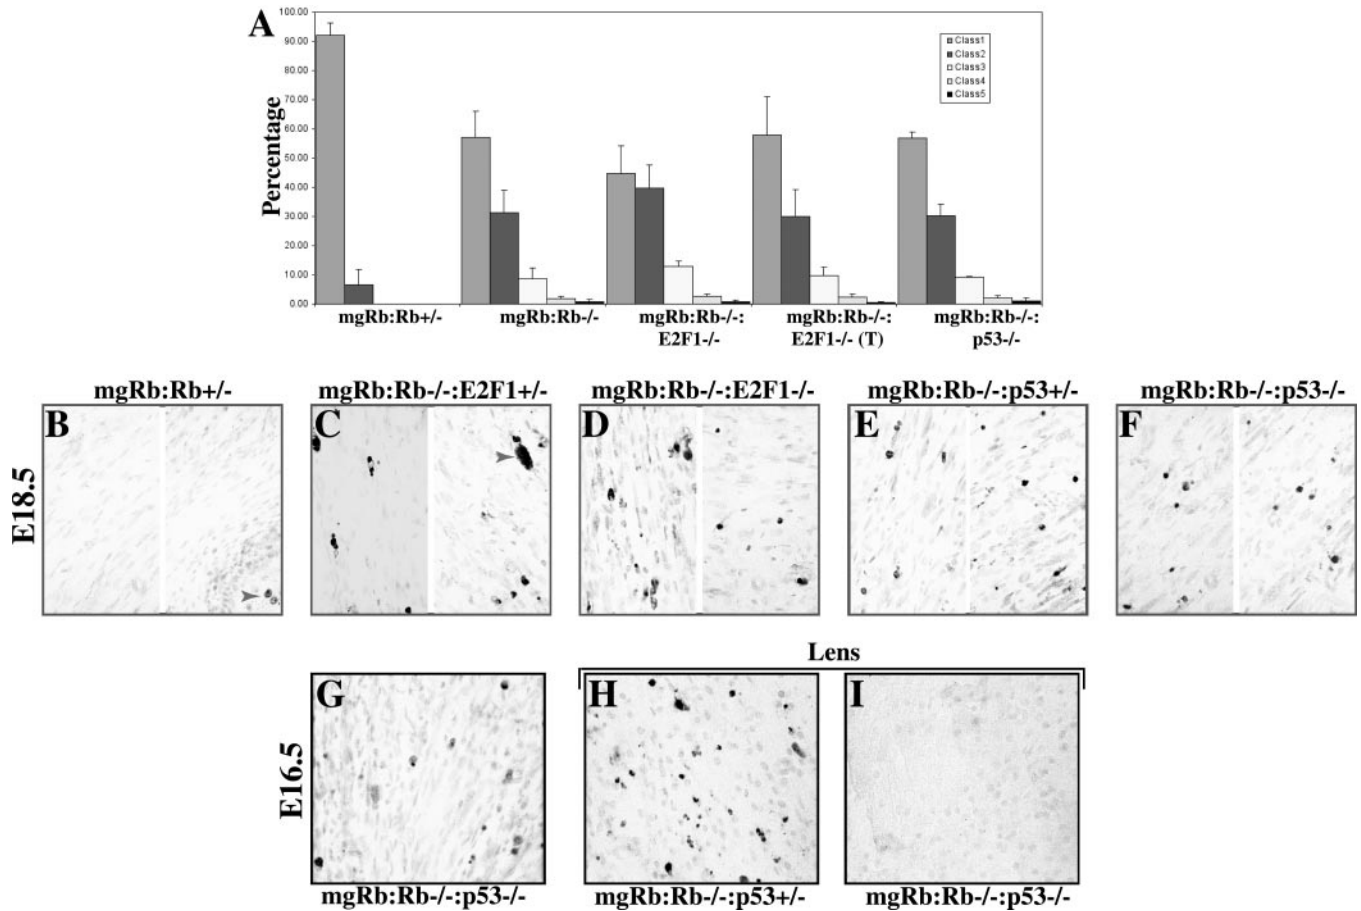 A
Percentage
100.00
90.00
80.00
70.00
60.00
50.00
40.00
30.00
20.00
10.00
0.00
Class1
Class2
Class3
Class4
Class5
mgRb:Rb+/-
mgRb:Rb-/-
mgRb:Rb-/-:
E2F1-/-
mgRb:Rb-/-:
E2F1-/- (T)
mgRb:Rb-/-:
p53-/-
mgRb:Rb+/-
mgRb:Rb-/-:E2F1+/-
mgRb:Rb-/-:E2F1-/-
mgRb:Rb-/-:p53+/-
mgRb:Rb-/-:p53-/-
E18.5
B
C
D
E
F
Lens
E16.5
G
H
I
mgRb:Rb-/-:p53-/-
mgRb:Rb-/-:p53+/-
mgRb:Rb-/-:p53-/-